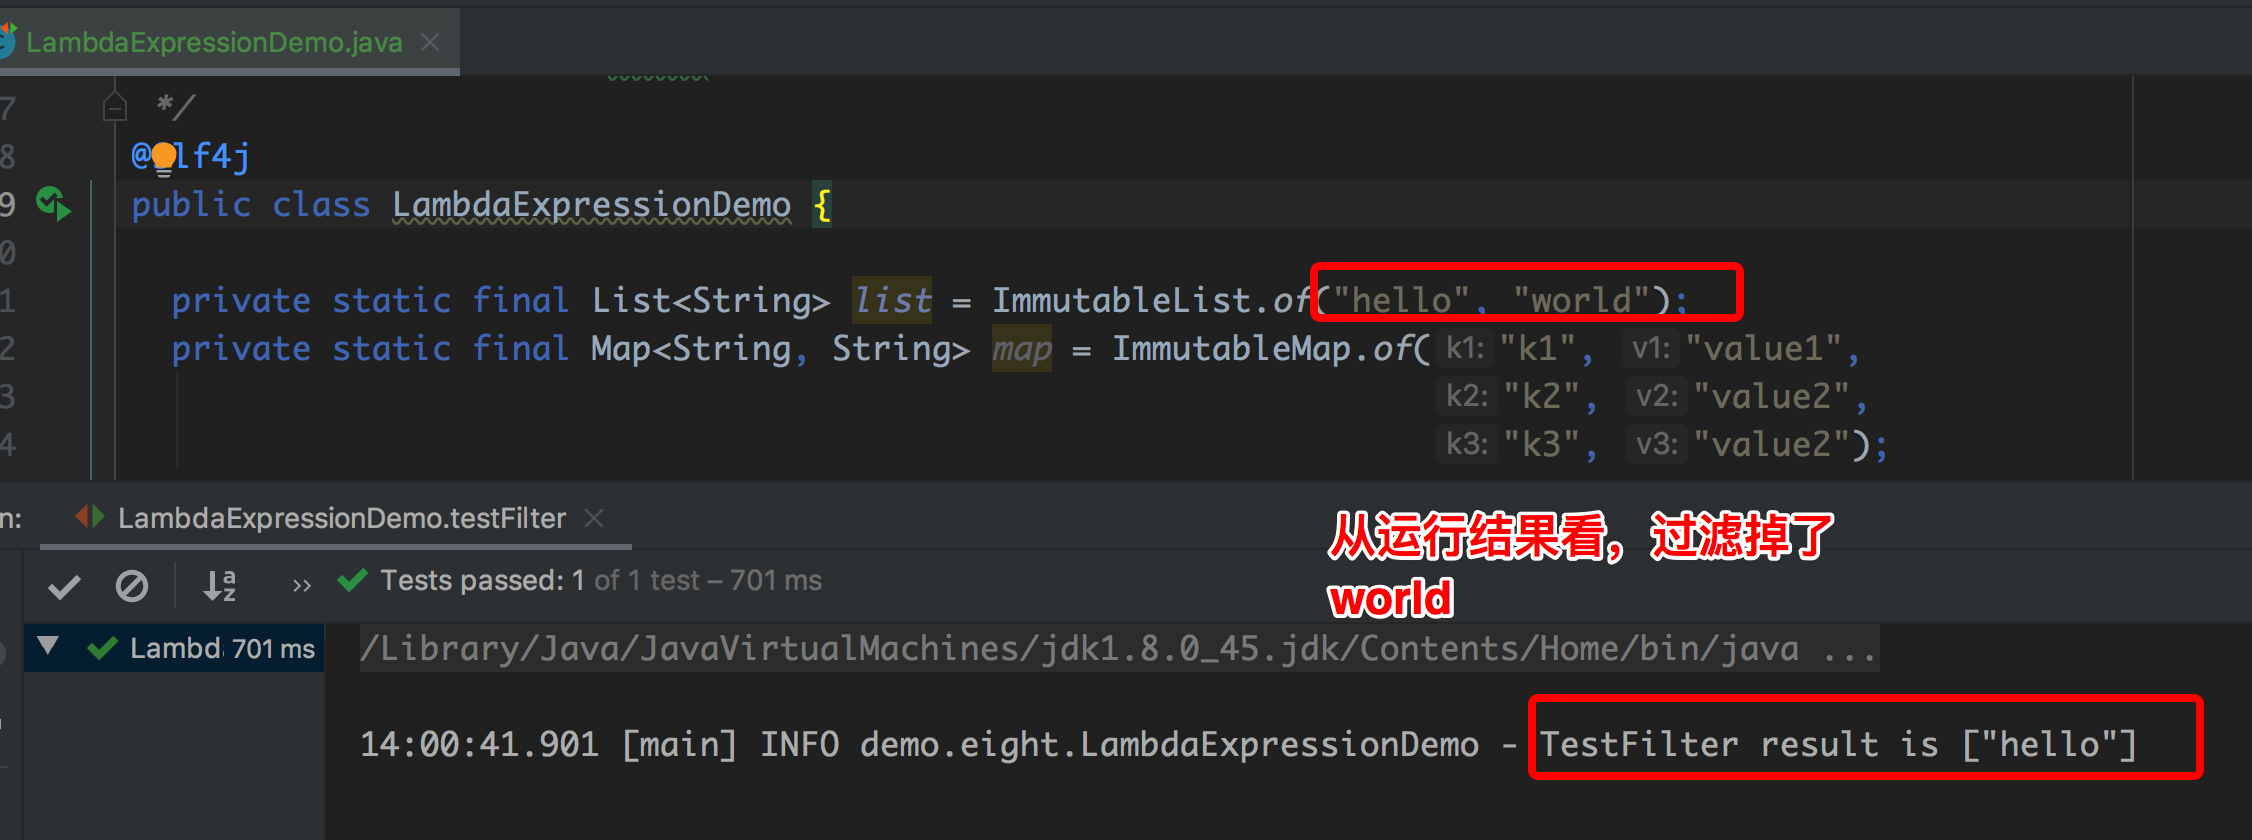 LambdaExpressionDemo.java
7 */
8 @Slf4j
9 public class LambdaExpressionDemo {
0
1 private static final List<String> list = ImmutableList.of("hello", "world");
2 private static final Map<String, String> map = ImmutableMap.of( k1: "k1", v1: "value1",
3 k2: "k2", v2: "value2",
4 k3: "k3", v3: "value2");
n: LambdaExpressionDemo.testFilter
从运行结果看，过滤掉了
world
Tests passed: 1 of 1 test – 701 ms
Lambd 701 ms
/Library/Java/JavaVirtualMachines/jdk1.8.0_45.jdk/Contents/Home/bin/java ...
14:00:41.901 [main] INFO demo.eight.LambdaExpressionDemo - TestFilter result is ["hello"]